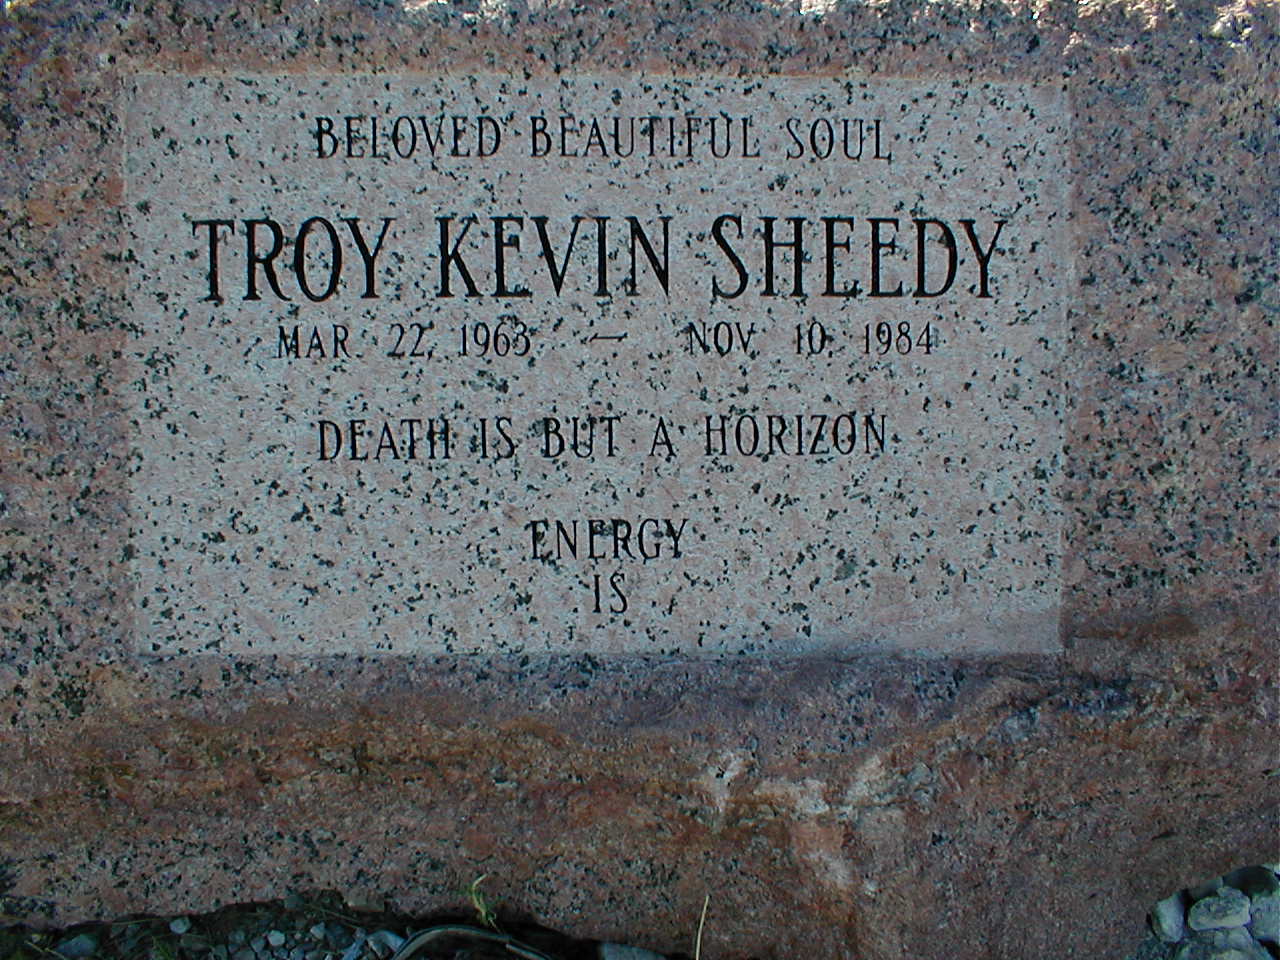 BELOVED BEAUTIFUL SOUL
TROY KEVIN SHEEDY
MAR. 22, 1963 — NOV. 10, 1984
DEATH IS BUT A HORIZON
ENERGY
IS